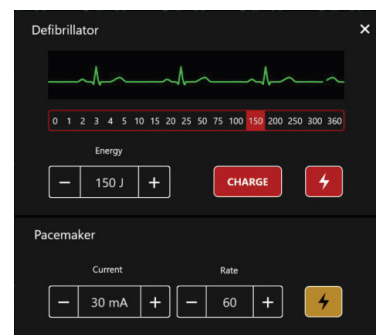 Defibrillator ×
0 1 2 3 4 5 10 15 20 25 50 75 100 150 200 250 300 360
Energy
− 150 J + CHARGE
Pacemaker
Current Rate
− 30 mA + − 60 +